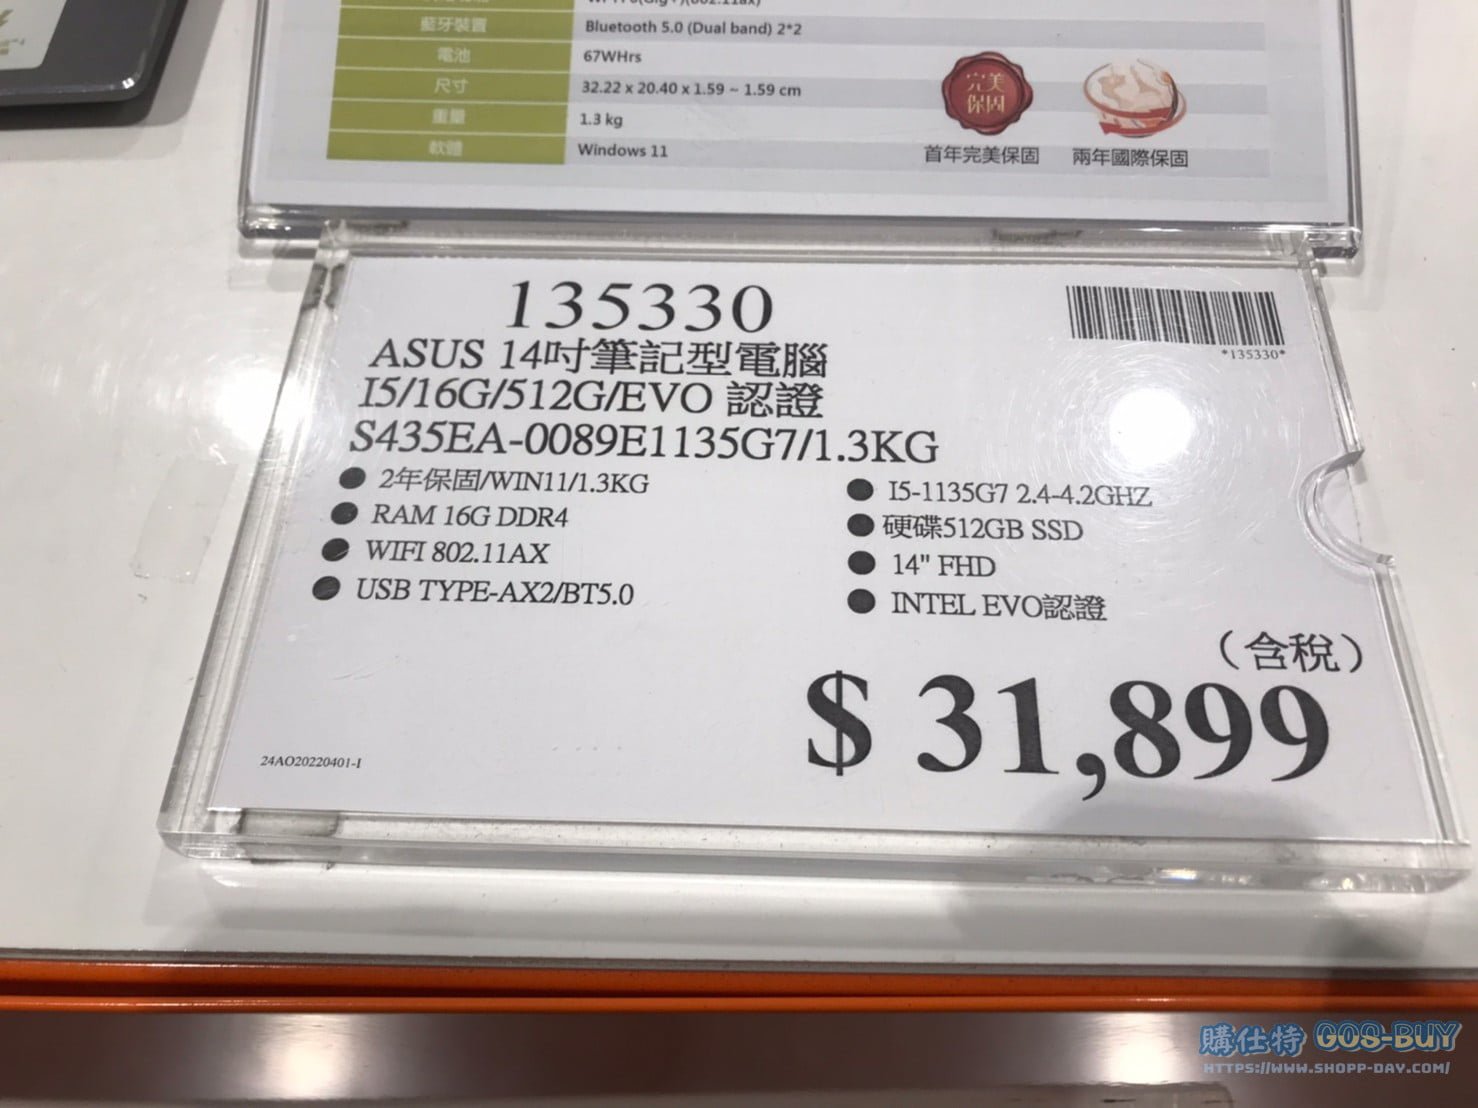 藍牙裝置 Bluetooth 5.0 (Dual band) 2*2
電池 67WHrs
尺寸 32.22 x 20.40 x 1.59 ~ 1.59 cm
重量 1.3 kg
軟體 Windows 11
完美
保固
首年完美保固 兩年國際保固
135330
*135330*
ASUS 14吋筆記型電腦
I5/16G/512G/EVO 認證
S435EA-0089E1135G7/1.3KG
● 2年保固/WIN11/1.3KG
● RAM 16G DDR4
● WIFI 802.11AX
● USB TYPE-AX2/BT5.0
● I5-1135G7 2.4-4.2GHZ
● 硬碟512GB SSD
● 14" FHD
● INTEL EVO認證
（含稅）
$ 31,899
24AO20220401-I
購仕特 GOS-BUY
HTTPS://WWW.SHOPP-DAY.COM/